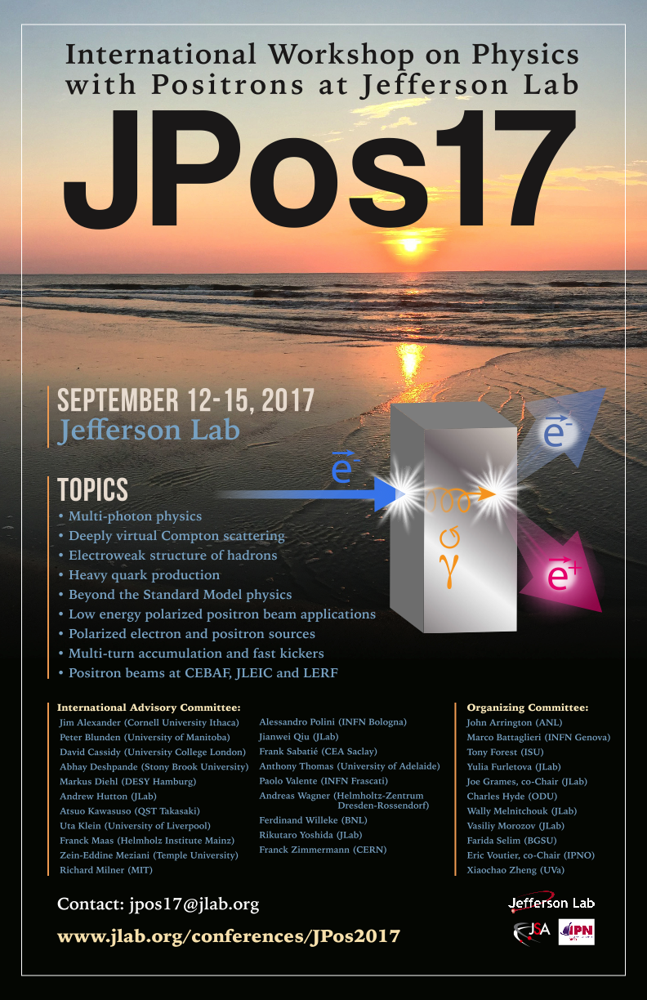 International Workshop on Physics
with Positrons at Jefferson Lab
JPos17
SEPTEMBER 12-15, 2017
Jefferson Lab
TOPICS
• Multi-photon physics
• Deeply virtual Compton scattering
• Electroweak structure of hadrons
• Heavy quark production
• Beyond the Standard Model physics
• Low energy polarized positron beam applications
• Polarized electron and positron sources
• Multi-turn accumulation and fast kickers
• Positron beams at CEBAF, JLEIC and LERF
e-
γ
e-
e+
International Advisory Committee:
Jim Alexander (Cornell University Ithaca)
Peter Blunden (University of Manitoba)
David Cassidy (University College London)
Abhay Deshpande (Stony Brook University)
Markus Diehl (DESY Hamburg)
Andrew Hutton (JLab)
Atsuo Kawasuso (QST Takasaki)
Uta Klein (University of Liverpool)
Franck Maas (Helmholz Institute Mainz)
Zein-Eddine Meziani (Temple University)
Richard Milner (MIT)
Alessandro Polini (INFN Bologna)
Jianwei Qiu (JLab)
Frank Sabatié (CEA Saclay)
Anthony Thomas (University of Adelaide)
Paolo Valente (INFN Frascati)
Andreas Wagner (Helmholtz-Zentrum
Dresden-Rossendorf)
Ferdinand Willeke (BNL)
Rikutaro Yoshida (JLab)
Franck Zimmermann (CERN)
Organizing Committee:
John Arrington (ANL)
Marco Battaglieri (INFN Genova)
Tony Forest (ISU)
Yulia Furletova (JLab)
Joe Grames, co-Chair (JLab)
Charles Hyde (ODU)
Wally Melnitchouk (JLab)
Vasiliy Morozov (JLab)
Farida Selim (BGSU)
Eric Voutier, co-Chair (IPNO)
Xiaochao Zheng (UVa)
Contact: jpos17@jlab.org
www.jlab.org/conferences/JPos2017
Jefferson Lab
JSA
IPN